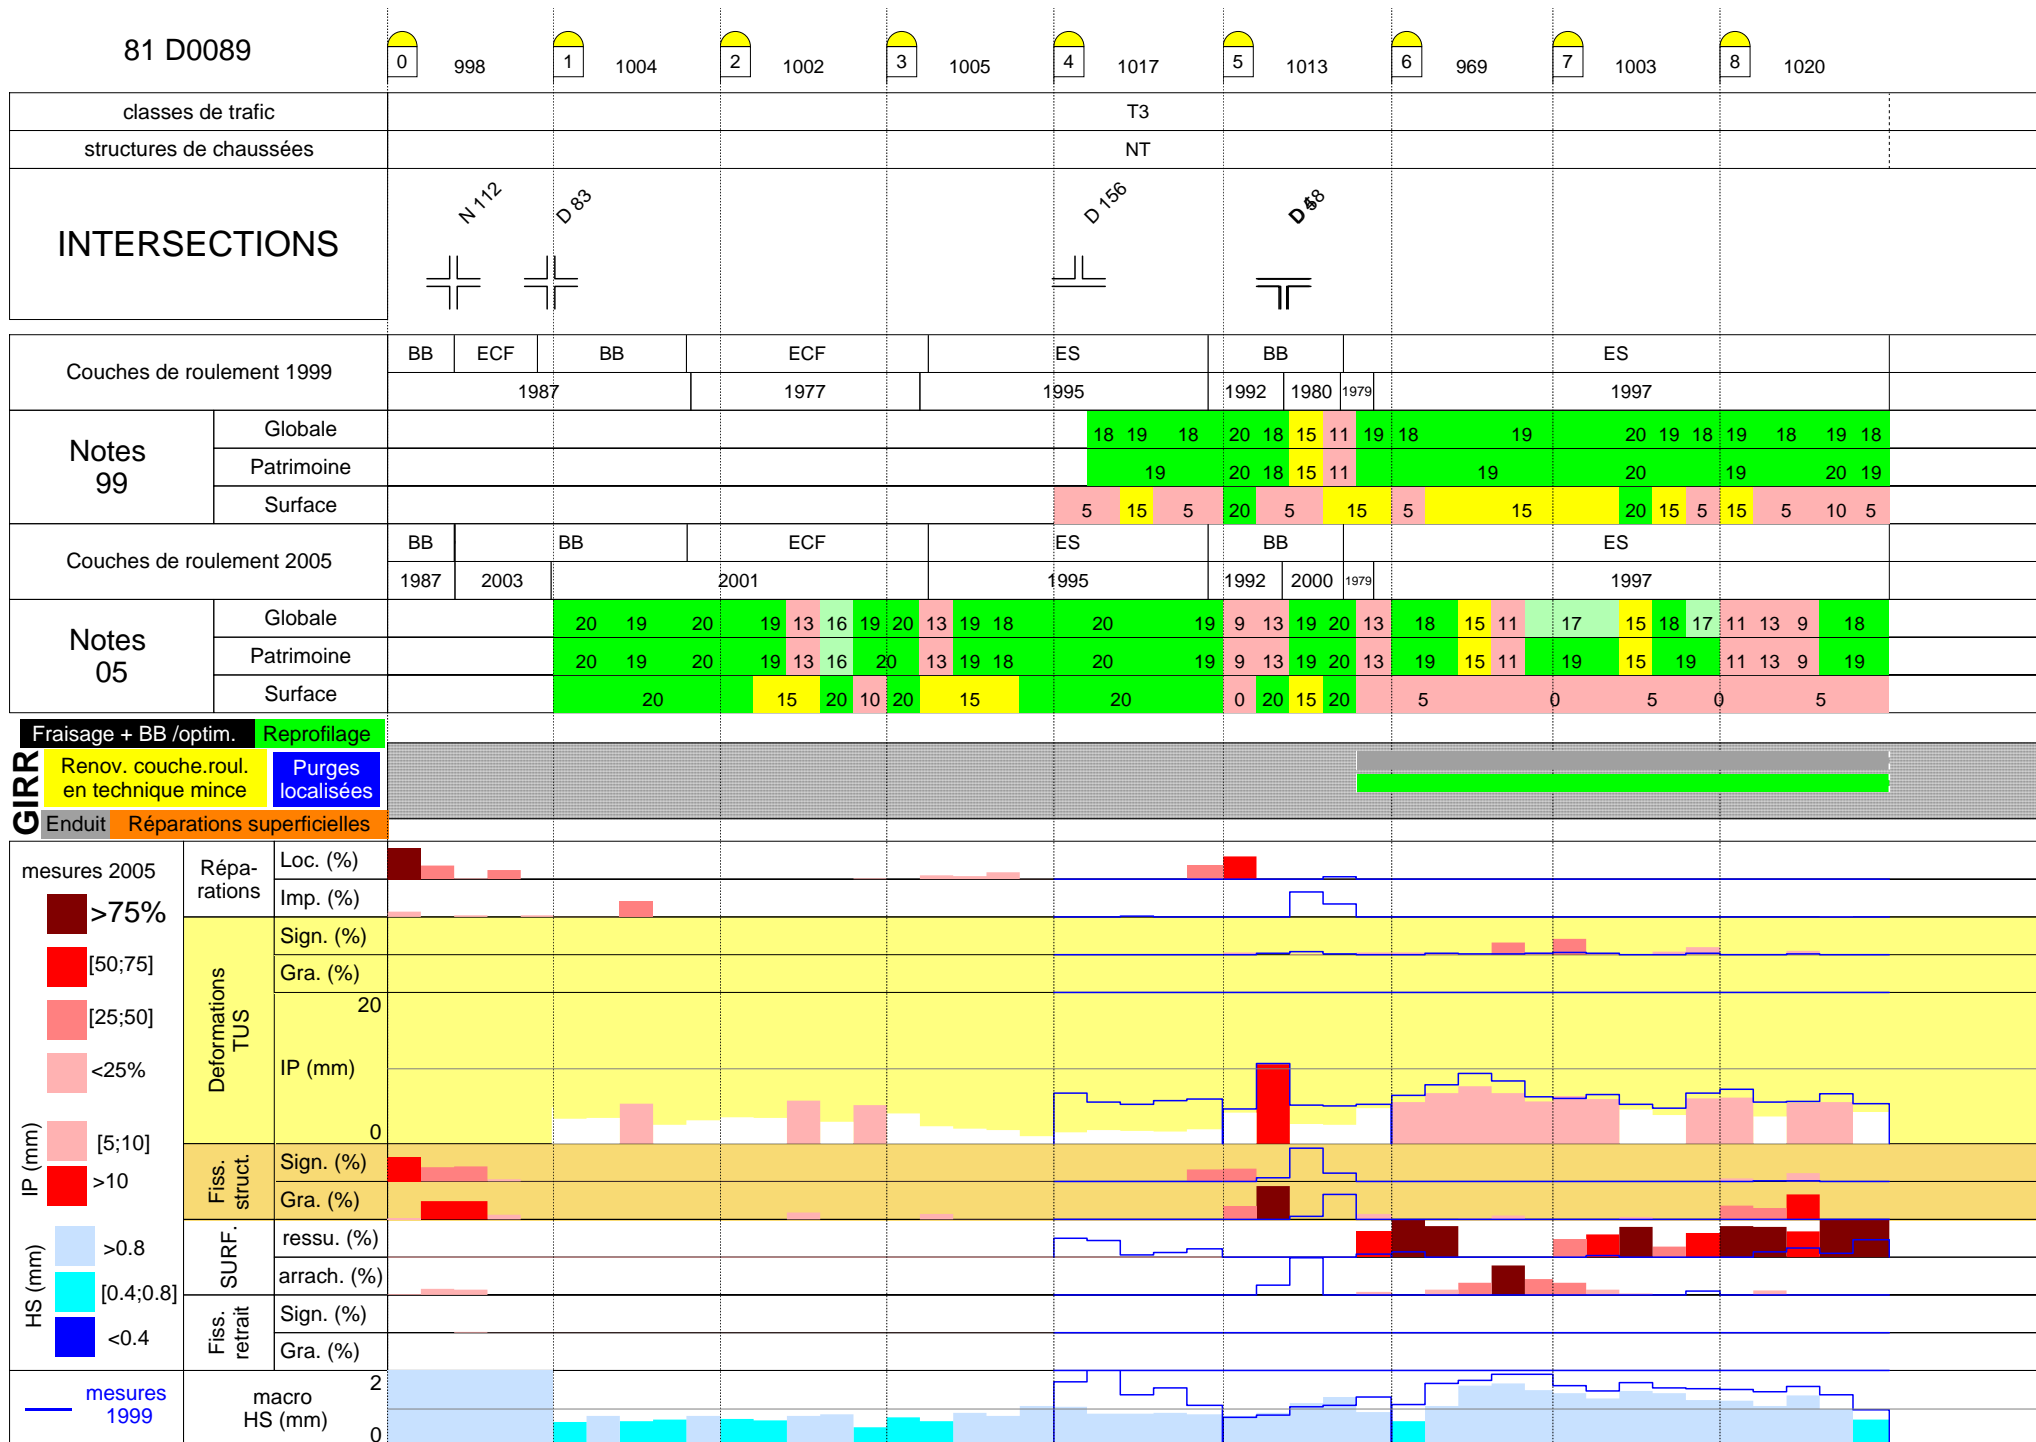 81 D0089
0 998 1 1004 2 1002 3 1005 4 1017 5 1013 6 969 7 1003 8 1020
classes de trafic T3
structures de chaussées NT
INTERSECTIONS
N 112 D 83 D 156
Couches de roulement 1999
BB ECF BB ECF ES BB ES
1987 1977 1995 1992 1980 1979 1997
Notes 99
Globale 18 19 18 20 18 15 11 19 18 19 20 19 18 19 18 19 18
Patrimoine 19 20 18 15 11 19 20 19 20 19
Surface 5 15 5 20 5 15 5 15 20 15 5 15 5 10 5
Couches de roulement 2005
BB BB ECF ES BB ES
1987 2003 2001 1995 1992 2000 1979 1997
Notes 05
Globale 20 19 20 19 13 16 19 20 13 19 18 20 19 9 13 19 20 13 18 15 11 17 15 18 17 11 13 9 18
Patrimoine 20 19 20 19 13 16 20 13 19 18 20 19 9 13 19 20 13 19 15 11 19 15 19 11 13 9 19
Surface 20 15 20 10 20 15 20 0 20 15 20 5 0 5 0 5
GIRR
Fraisage + BB /optim. Reprofilage
Renov. couche.roul.
en technique mince
Purges
localisées
Enduit Réparations superficielles
mesures 2005
>75%
[50;75]
[25;50]
<25%
IP (mm)
[5;10]
>10
HS (mm)
>0.8
[0.4;0.8]
<0.4
mesures
1999
Répa-
rations
Loc. (%)
Imp. (%)
Deformations
TUS
Sign. (%)
Gra. (%)
20
IP (mm)
0
Fiss.
struct.
Sign. (%)
Gra. (%)
SURF.
ressu. (%)
arrach. (%)
Fiss.
retrait
Sign. (%)
Gra. (%)
macro
HS (mm)
2
0